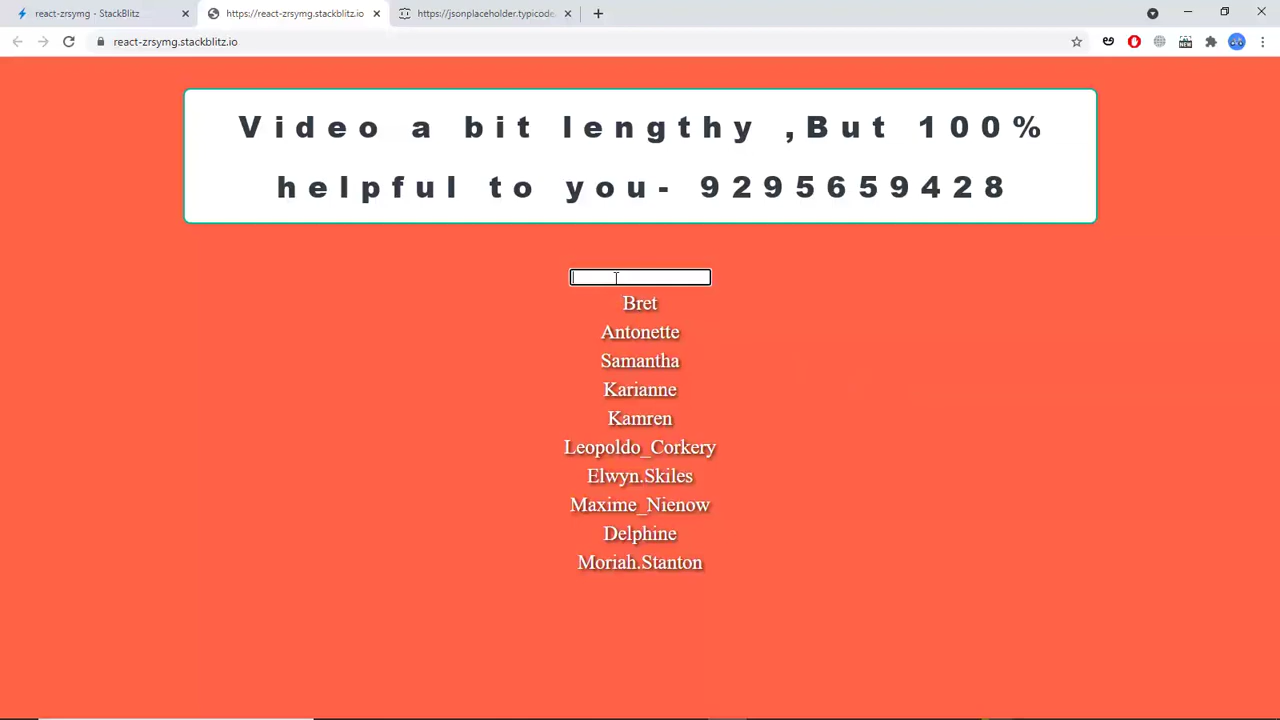 react-zrsymg - StackBlitz
https://react-zrsymg.stackblitz.io
https://jsonplaceholder.typicode.
react-zrsymg.stackblitz.io
Video a bit lengthy ,But 100%
helpful to you- 9295659428
Bret
Antonette
Samantha
Karianne
Kamren
Leopoldo_Corkery
Elwyn.Skiles
Maxime_Nienow
Delphine
Moriah.Stanton